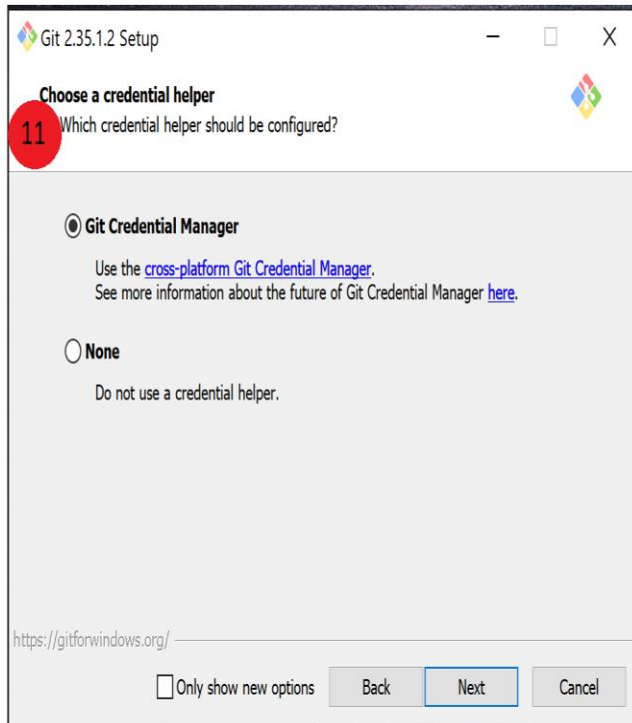 Git 2.35.1.2 Setup
Choose a credential helper
11
Which credential helper should be configured?
Git Credential Manager
Use the cross-platform Git Credential Manager.
See more information about the future of Git Credential Manager here.
None
Do not use a credential helper.
https://gitforwindows.org/
Only show new options Back Next Cancel